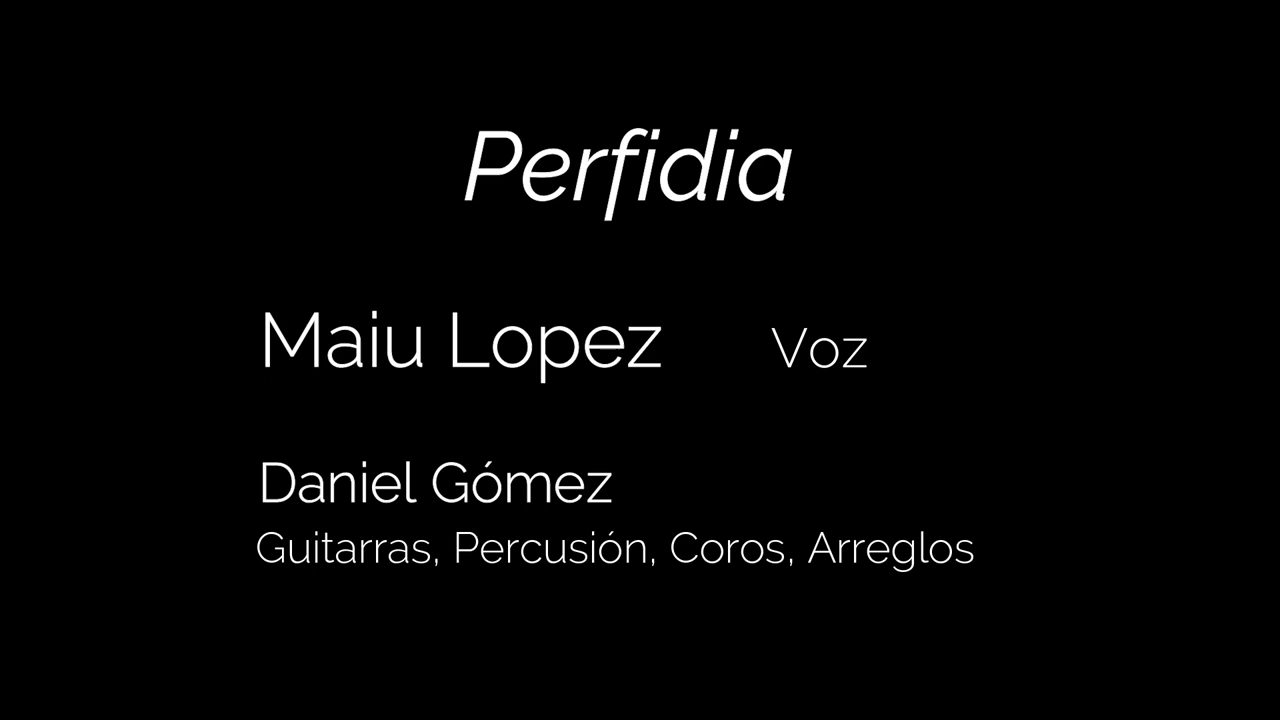 Perfidia
Maiu Lopez Voz
Daniel Gómez
Guitarras, Percusión, Coros, Arreglos